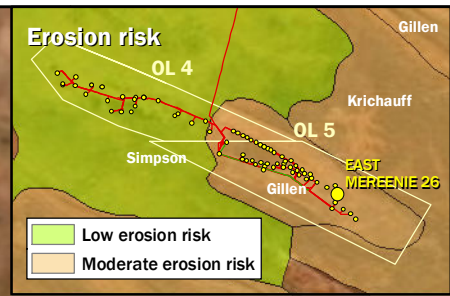 Gillen
Erosion risk
OL 4
Krichauff
OL 5
Simpson
EAST
MEREENIE 26
Gillen
Low erosion risk
Moderate erosion risk